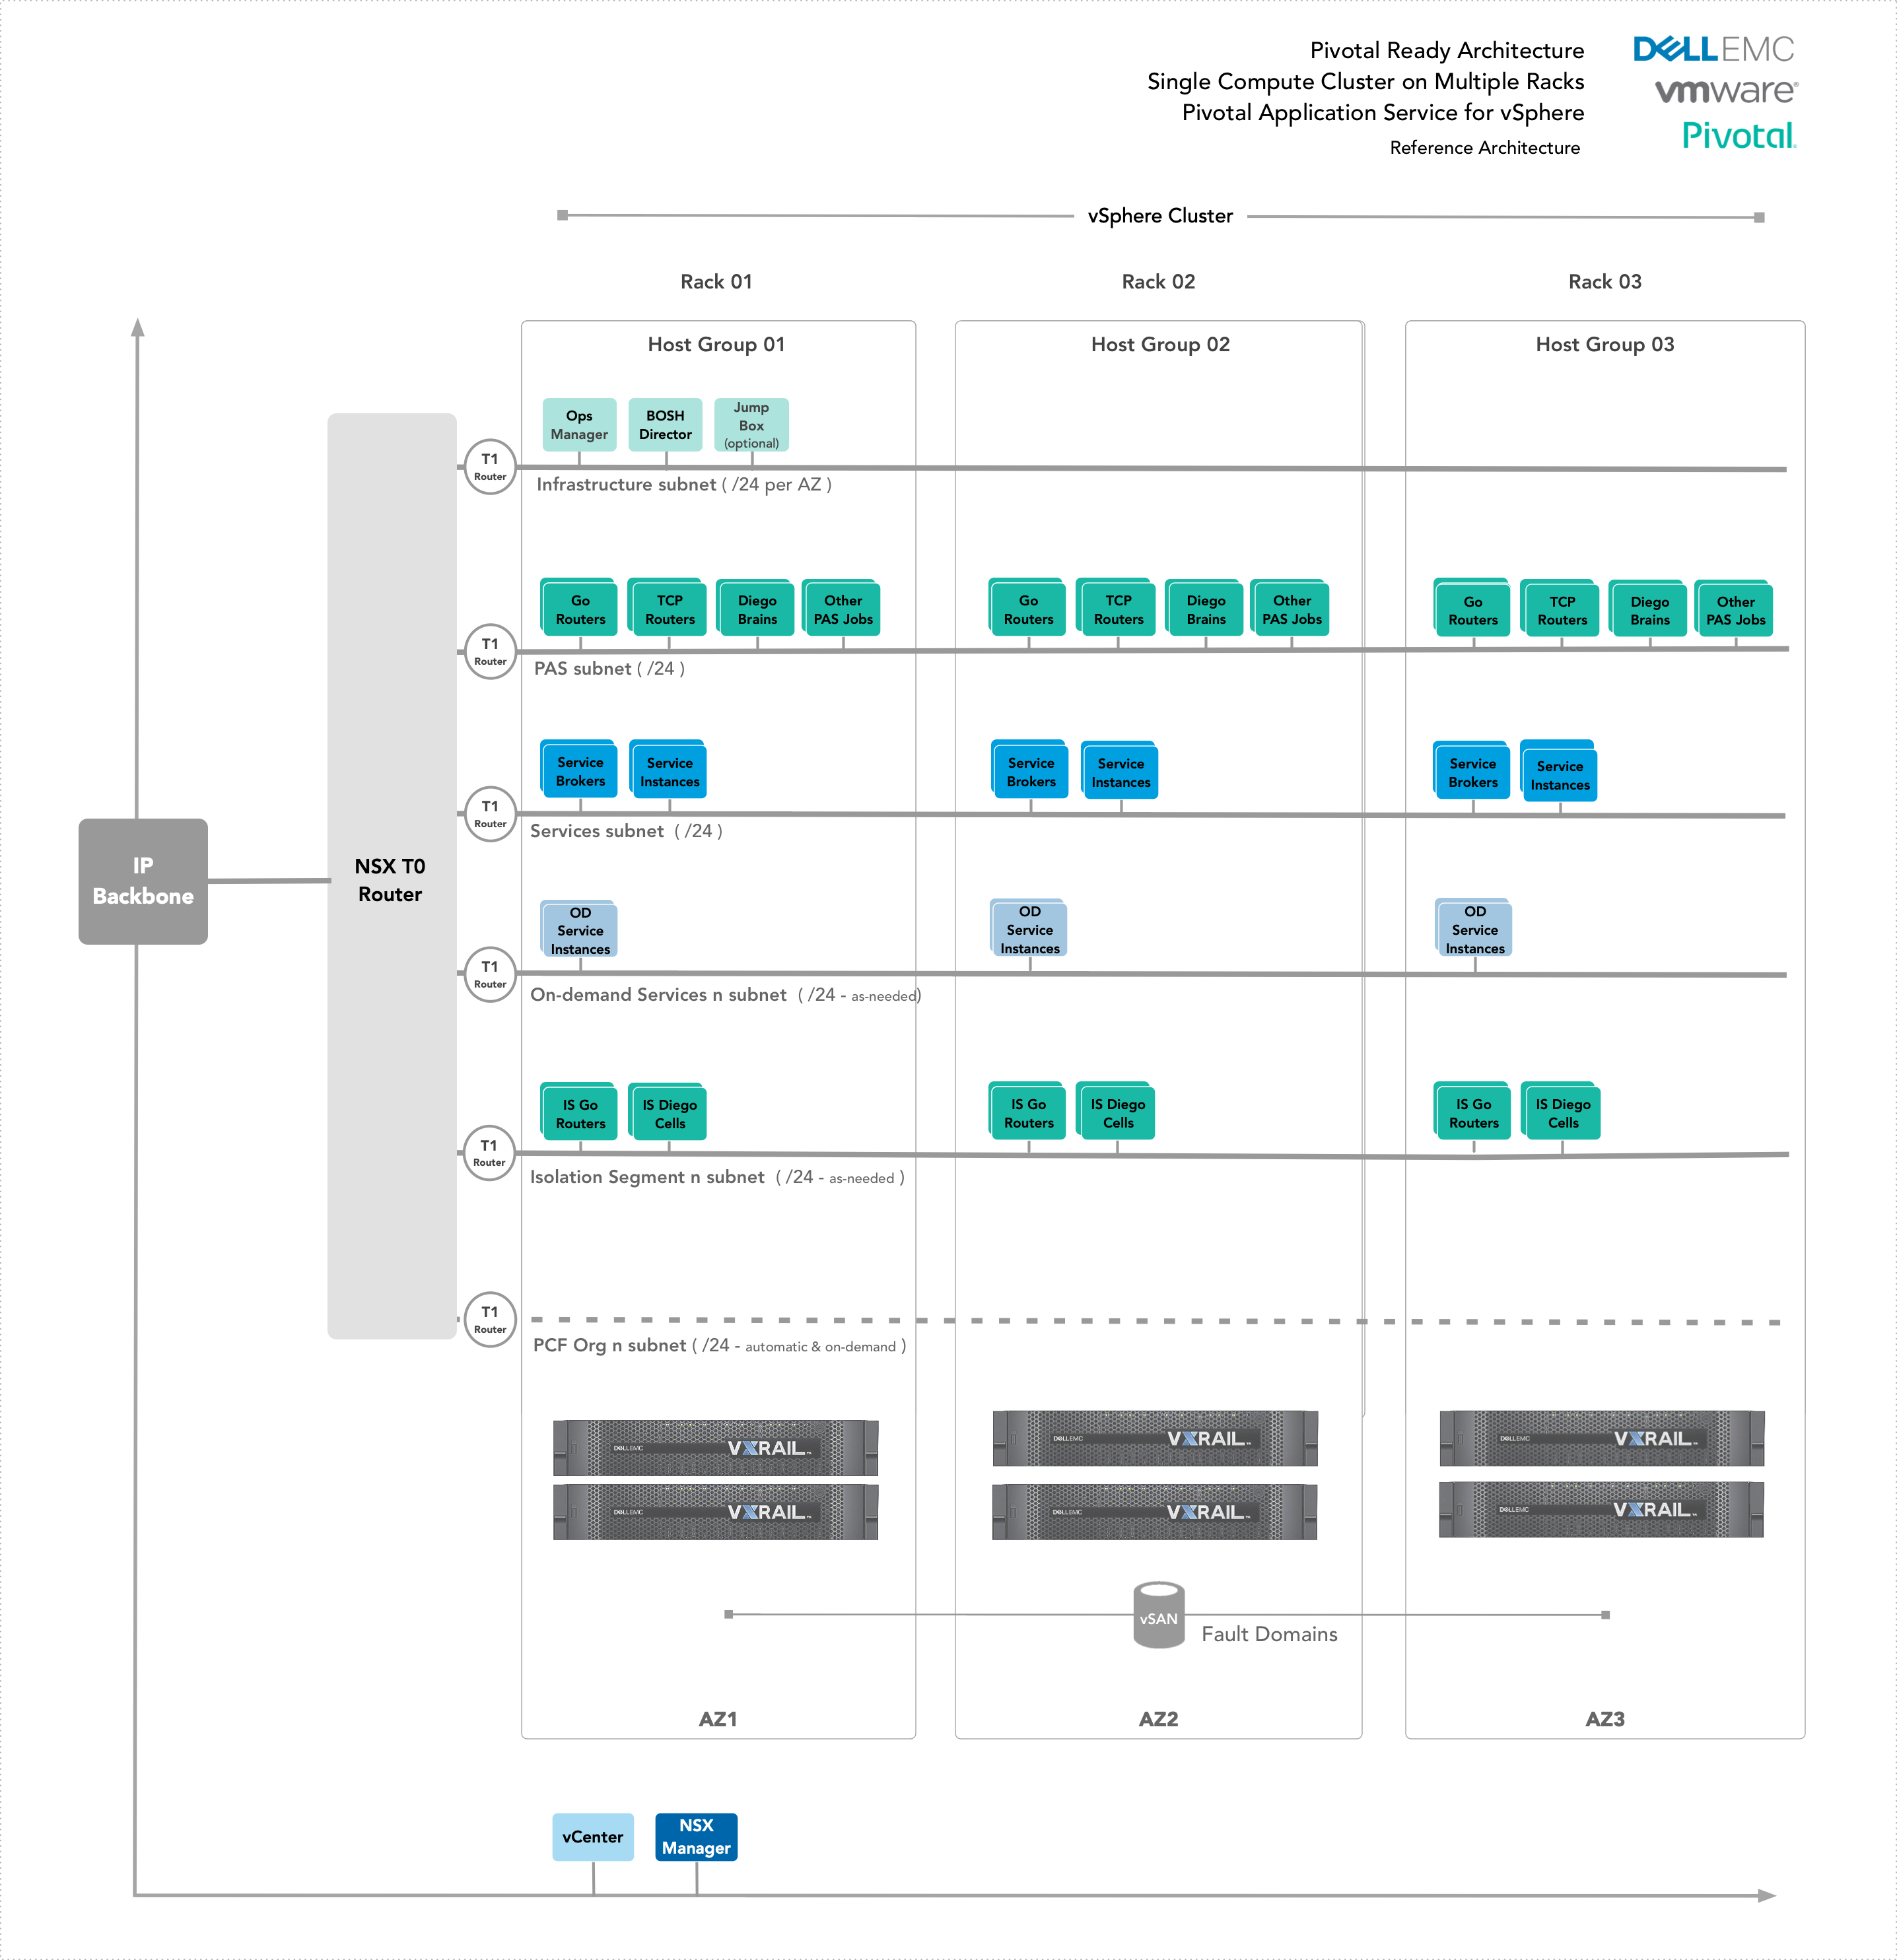 Pivotal Ready Architecture
Single Compute Cluster on Multiple Racks
Pivotal Application Service for vSphere
Reference Architecture
DELLEMC
vmware®
Pivotal
vSphere Cluster
Rack 01
Rack 02
Rack 03
Host Group 01
Host Group 02
Host Group 03
Ops
Manager
BOSH
Director
Jump
Box
(optional)
T1
Router
Infrastructure subnet ( /24 per AZ )
Go
Routers
TCP
Routers
Diego
Brains
Other
PAS Jobs
Go
Routers
TCP
Routers
Diego
Brains
Other
PAS Jobs
Go
Routers
TCP
Routers
Diego
Brains
Other
PAS Jobs
T1
Router
PAS subnet ( /24 )
Service
Brokers
Service
Instances
Service
Brokers
Service
Instances
Service
Brokers
Service
Instances
T1
Router
Services subnet ( /24 )
IP
Backbone
NSX T0
Router
OD
Service
Instances
OD
Service
Instances
OD
Service
Instances
T1
Router
On-demand Services n subnet ( /24 - as-needed)
IS Go
Routers
IS Diego
Cells
IS Go
Routers
IS Diego
Cells
IS Go
Routers
IS Diego
Cells
T1
Router
Isolation Segment n subnet ( /24 - as-needed )
T1
Router
PCF Org n subnet ( /24 - automatic & on-demand )
DELLEMC VXRAIL
DELLEMC VXRAIL
DELLEMC VXRAIL
DELLEMC VXRAIL
DELLEMC VXRAIL
DELLEMC VXRAIL
vSAN
Fault Domains
AZ1
AZ2
AZ3
vCenter
NSX
Manager